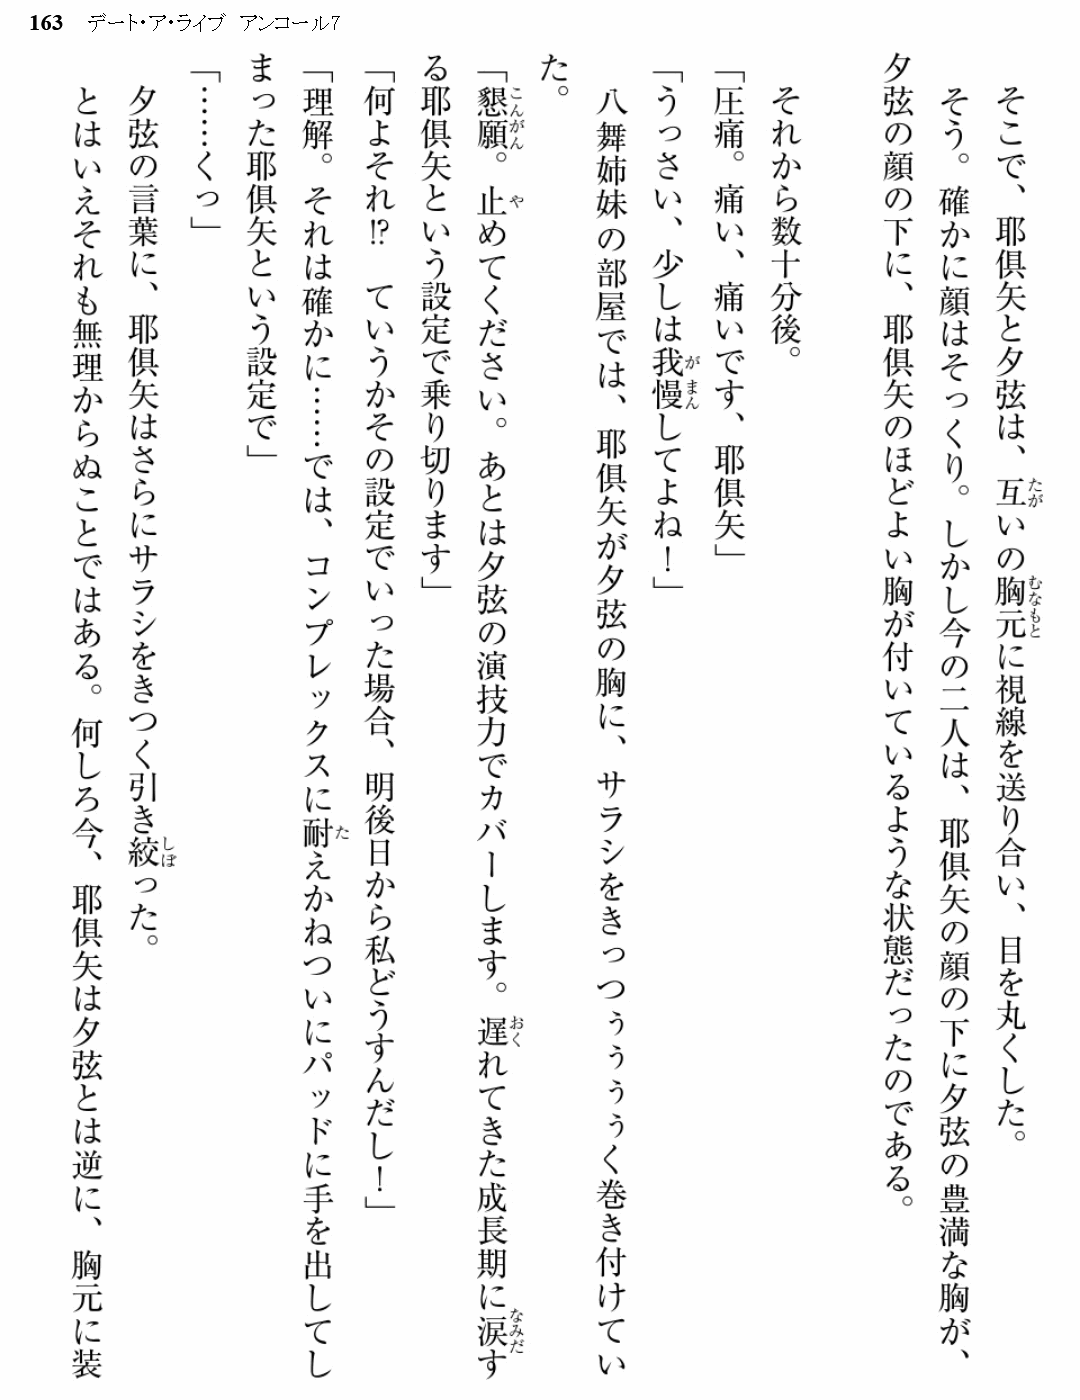 163 デート・ア・ライブ アンコール7
そこで、耶倶矢と夕弦は、互いの胸元に視線を送り合い、目を丸くした。
そう。確かに顔はそっくり。しかし今の二人は、耶倶矢の顔の下に夕弦の豊満な胸が、
夕弦の顔の下に、耶倶矢のほどよい胸が付いているような状態だったのである。
それから数十分後。
「圧痛。痛い、痛いです、耶倶矢」
「うっさい、少しは我慢してよね！」
八舞姉妹の部屋では、耶倶矢が夕弦の胸に、サラシをきっつぅぅぅぅく巻き付けてい
た。
「懇願。止めてください。あとは夕弦の演技力でカバーします。遅れてきた成長期に涙す
る耶倶矢という設定で乗り切ります」
「何よそれ!? ていうかその設定でいった場合、明後日から私どうすんだし！」
「理解。それは確かに……では、コンプレックスに耐えかねついにパッドに手を出してし
まった耶倶矢という設定で」
「……くっ」
夕弦の言葉に、耶倶矢はさらにサラシをきつく引き絞った。
とはいえそれも無理からぬことではある。何しろ今、耶倶矢は夕弦とは逆に、胸元に装